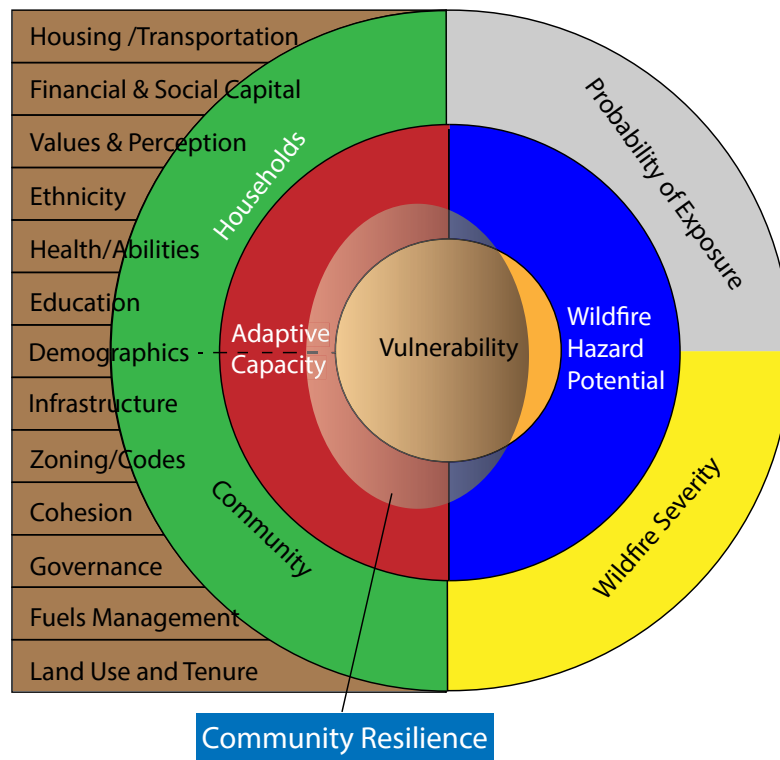 Housing /Transportation
Financial & Social Capital
Values & Perception
Ethnicity
Health/Abilities
Education
Demographics
Infrastructure
Zoning/Codes
Cohesion
Governance
Fuels Management
Land Use and Tenure
Households
Community
Adaptive
Capacity
Vulnerability
Wildfire
Hazard
Potential
Probability of Exposure
Wildfire Severity
Community Resilience